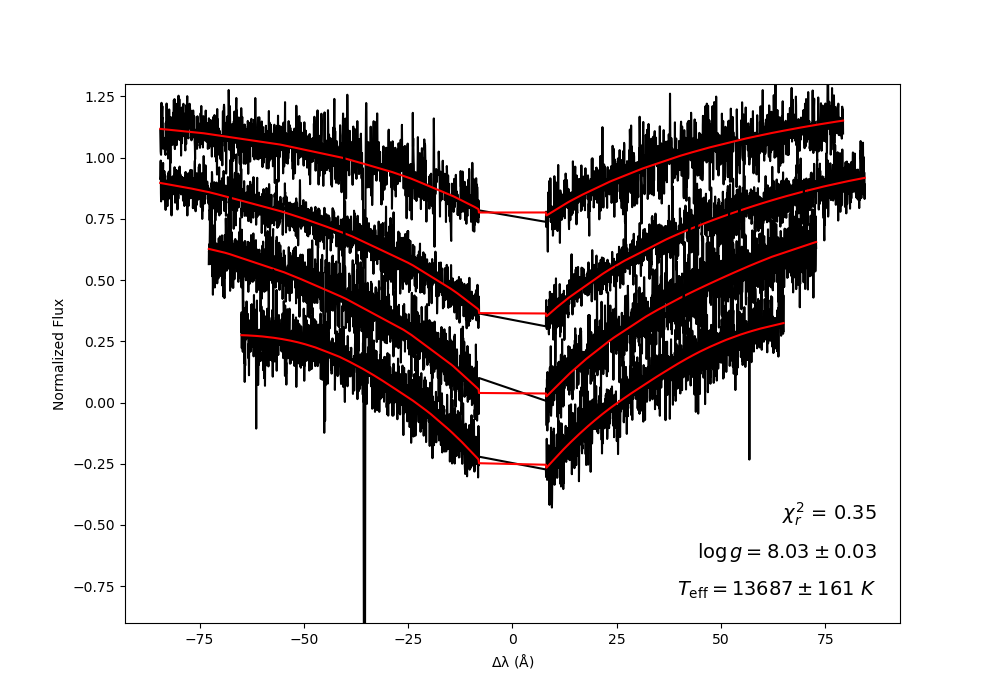 1.25
1.00
0.75
0.50
0.25
0.00
−0.25
−0.50
−0.75
Normalized Flux
χ²ᵣ = 0.35
log g = 8.03 ± 0.03
T_eff = 13687 ± 161 K
−75 −50 −25 0 25 50 75
Δλ (Å)